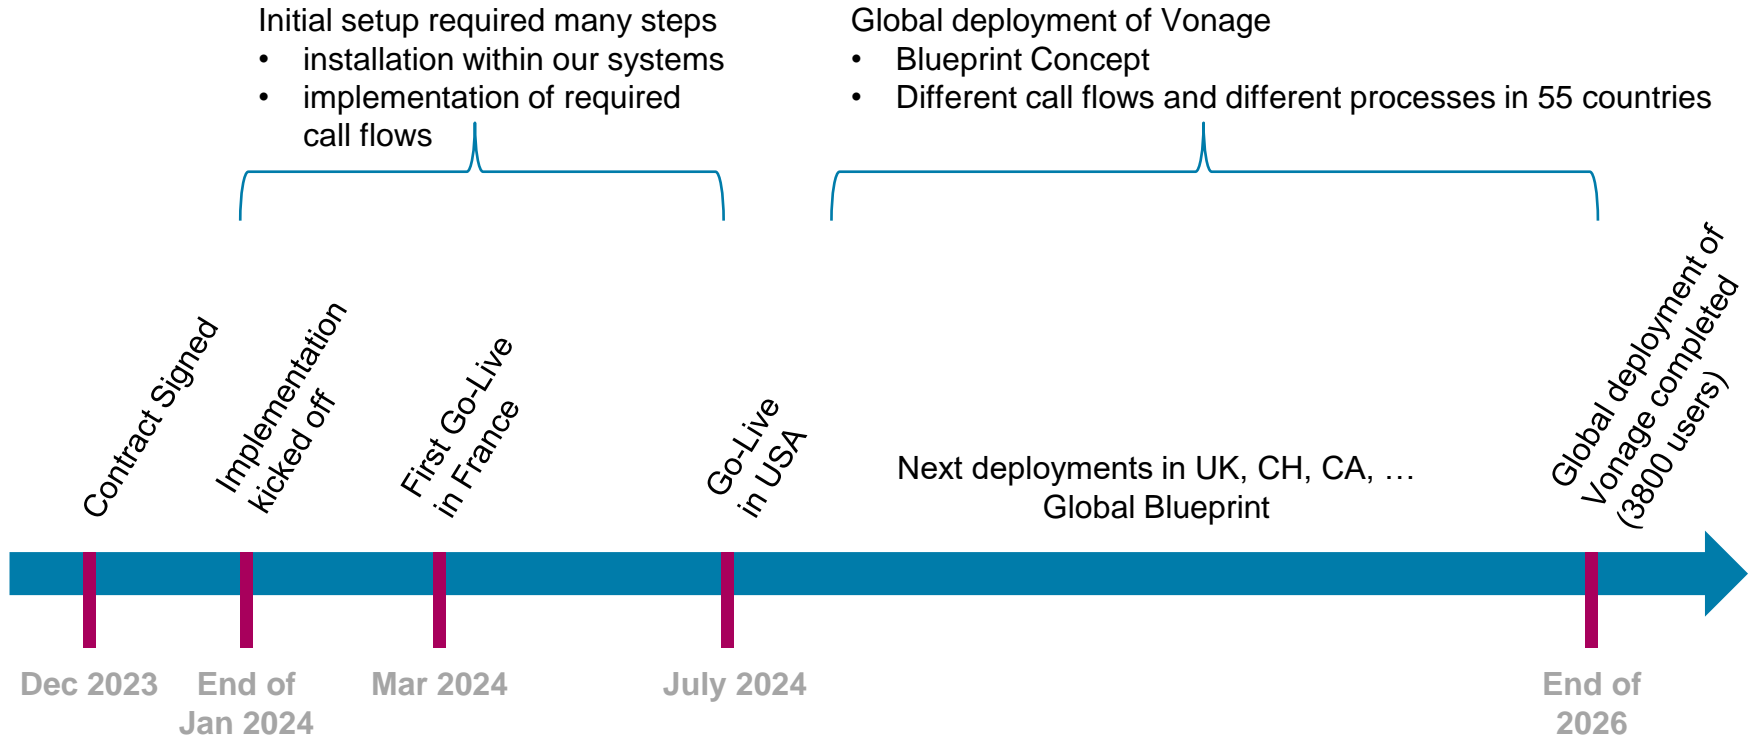 Initial setup required many steps
• installation within our systems
• implementation of required
call flows
Global deployment of Vonage
• Blueprint Concept
• Different call flows and different processes in 55 countries
Contract Signed
Implementation
kicked off
First Go-Live
in France
Go-Live
in USA
Next deployments in UK, CH, CA, …
Global Blueprint
Global deployment of
Vonage completed
(3800 users)
Dec 2023
End of
Jan 2024
Mar 2024
July 2024
End of
2026